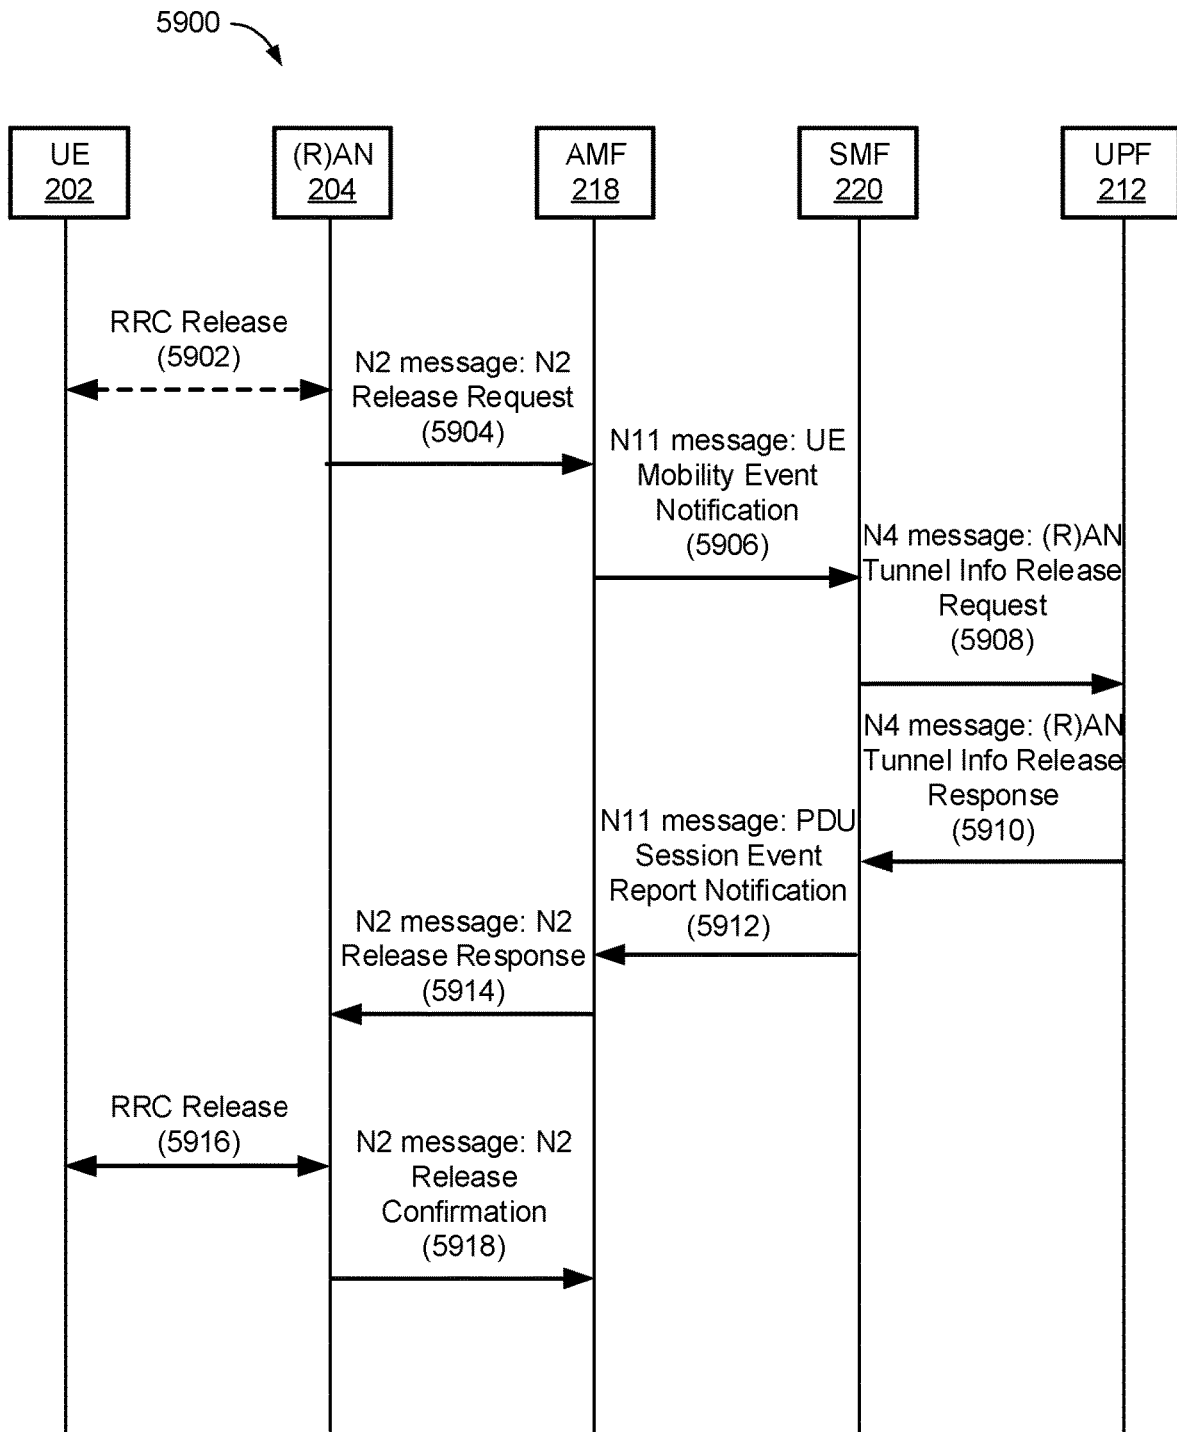 5900
UE
202
(R)AN
204
AMF
218
SMF
220
UPF
212
RRC Release
(5902)
N2 message: N2
Release Request
(5904)
N11 message: UE
Mobility Event
Notification
(5906)
N4 message: (R)AN
Tunnel Info Release
Request
(5908)
N4 message: (R)AN
Tunnel Info Release
Response
(5910)
N11 message: PDU
Session Event
Report Notification
(5912)
N2 message: N2
Release Response
(5914)
RRC Release
(5916)
N2 message: N2
Release
Confirmation
(5918)